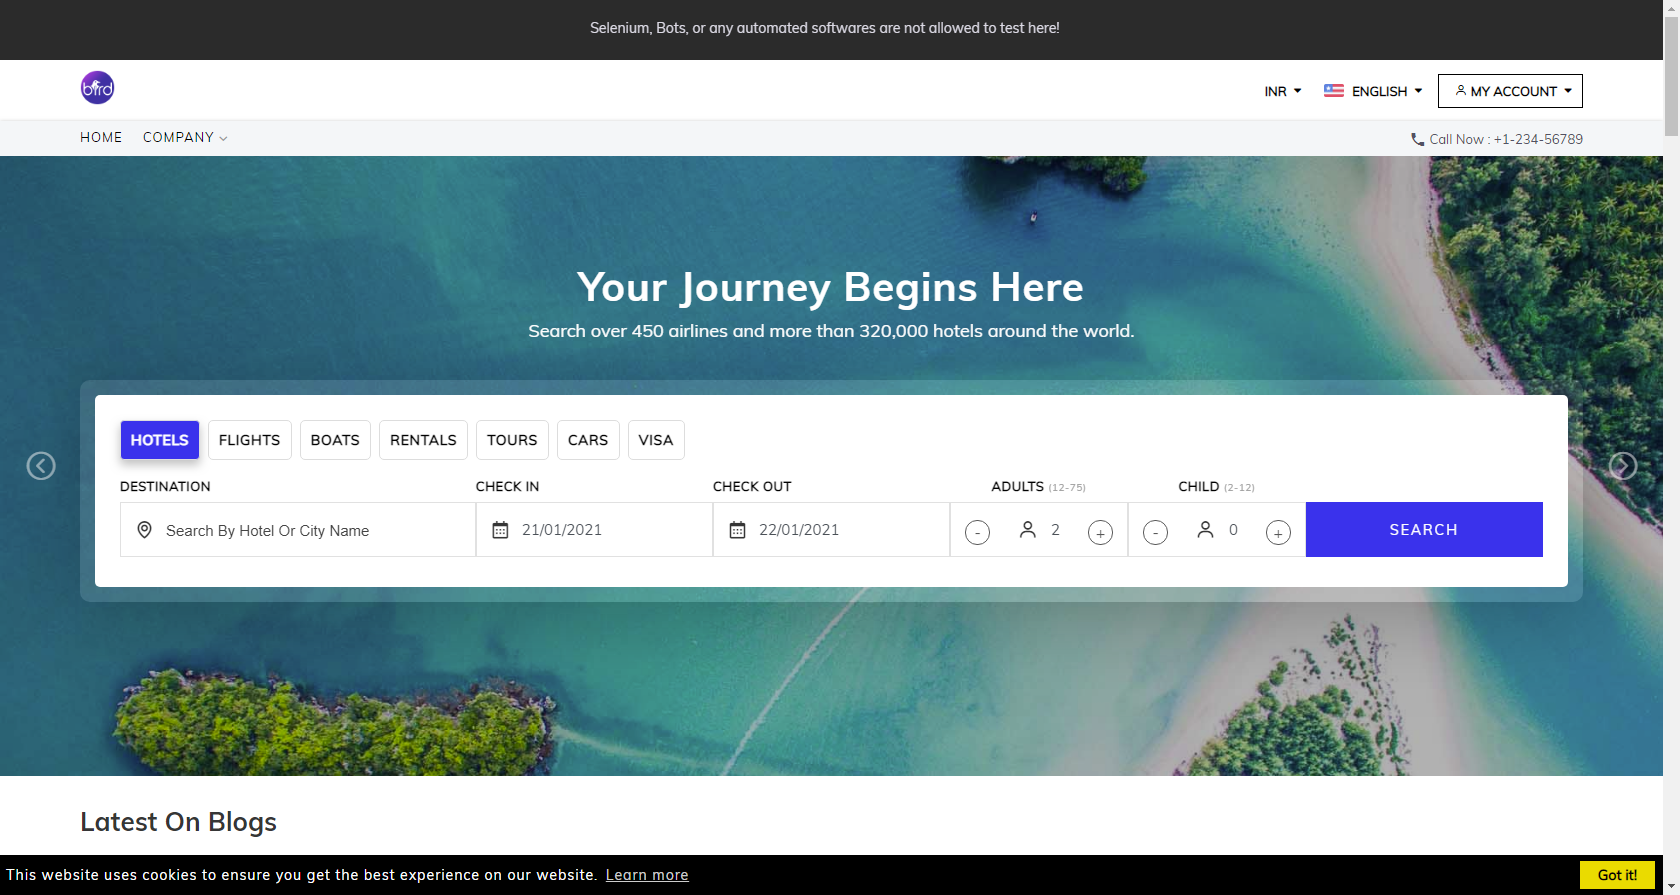 Selenium, Bots, or any automated softwares are not allowed to test here!
bird
INR
ENGLISH
MY ACCOUNT
HOME
COMPANY
Call Now : +1-234-56789
Your Journey Begins Here
Search over 450 airlines and more than 320,000 hotels around the world.
HOTELS
FLIGHTS
BOATS
RENTALS
TOURS
CARS
VISA
DESTINATION
CHECK IN
CHECK OUT
ADULTS (12-75)
CHILD (2-12)
Search By Hotel Or City Name
21/01/2021
22/01/2021
- 2 +
- 0 +
SEARCH
Latest On Blogs
This website uses cookies to ensure you get the best experience on our website. Learn more
Got it!